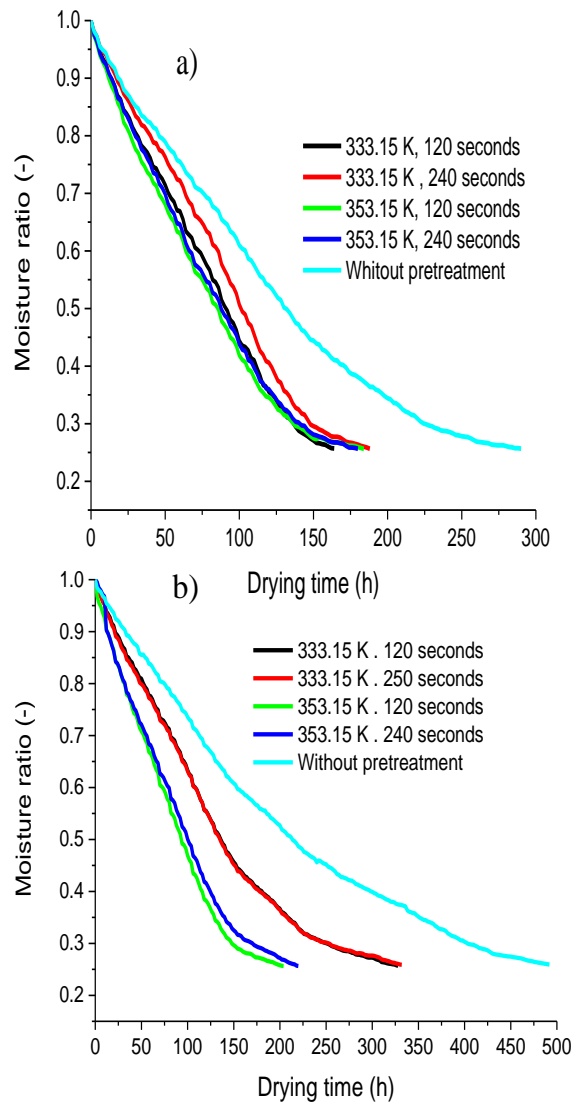 a)
1.0
0.9
0.8
0.7
0.6
0.5
0.4
0.3
0.2
Moisture ratio (-)
333.15 K, 120 seconds
333.15 K , 240 seconds
353.15 K, 120 seconds
353.15 K, 240 seconds
Whitout pretreatment
0 50 100 150 200 250 300
Drying time (h)
b)
1.0
0.9
0.8
0.7
0.6
0.5
0.4
0.3
0.2
Moisture ratio (-)
333.15 K . 120 seconds
333.15 K . 250 seconds
353.15 K . 120 seconds
353.15 K . 240 seconds
Without pretreatment
0 50 100 150 200 250 300 350 400 450 500
Drying time (h)